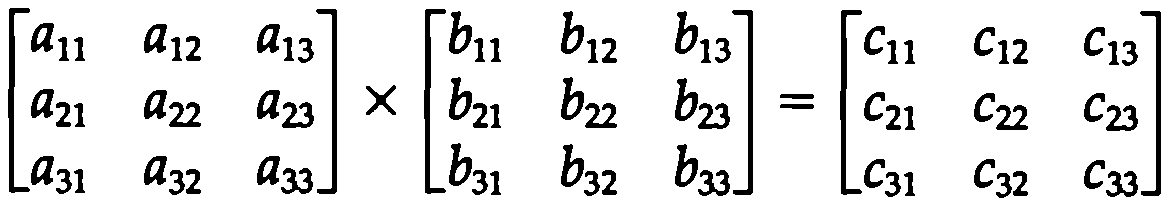 a₁₁ a₁₂ a₁₃ b₁₁ b₁₂ b₁₃ c₁₁ c₁₂ c₁₃
a₂₁ a₂₂ a₂₃ × b₂₁ b₂₂ b₂₃ = c₂₁ c₂₂ c₂₃
a₃₁ a₃₂ a₃₃ b₃₁ b₃₂ b₃₃ c₃₁ c₃₂ c₃₃